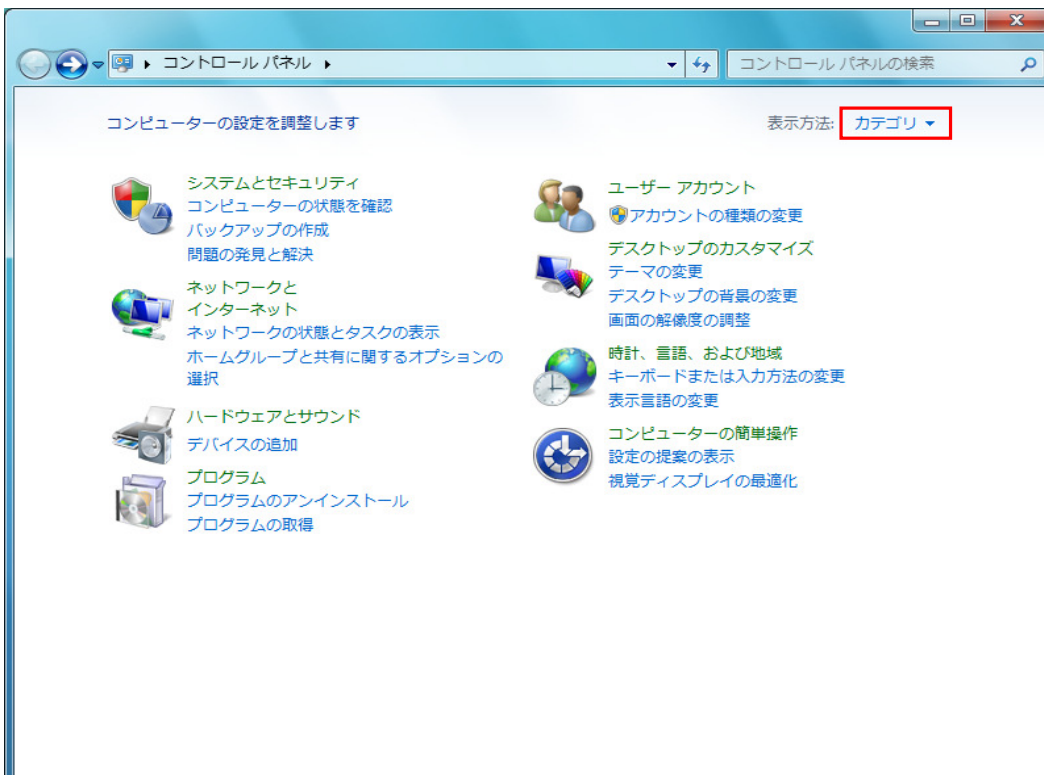 コントロール パネル
コントロール パネルの検索
コンピューターの設定を調整します
表示方法: カテゴリ
システムとセキュリティ
コンピューターの状態を確認
バックアップの作成
問題の発見と解決
ネットワークと
インターネット
ネットワークの状態とタスクの表示
ホームグループと共有に関するオプションの
選択
ハードウェアとサウンド
デバイスの追加
プログラム
プログラムのアンインストール
プログラムの取得
ユーザー アカウント
アカウントの種類の変更
デスクトップのカスタマイズ
テーマの変更
デスクトップの背景の変更
画面の解像度の調整
時計、言語、および地域
キーボードまたは入力方法の変更
表示言語の変更
コンピューターの簡単操作
設定の提案の表示
視覚ディスプレイの最適化